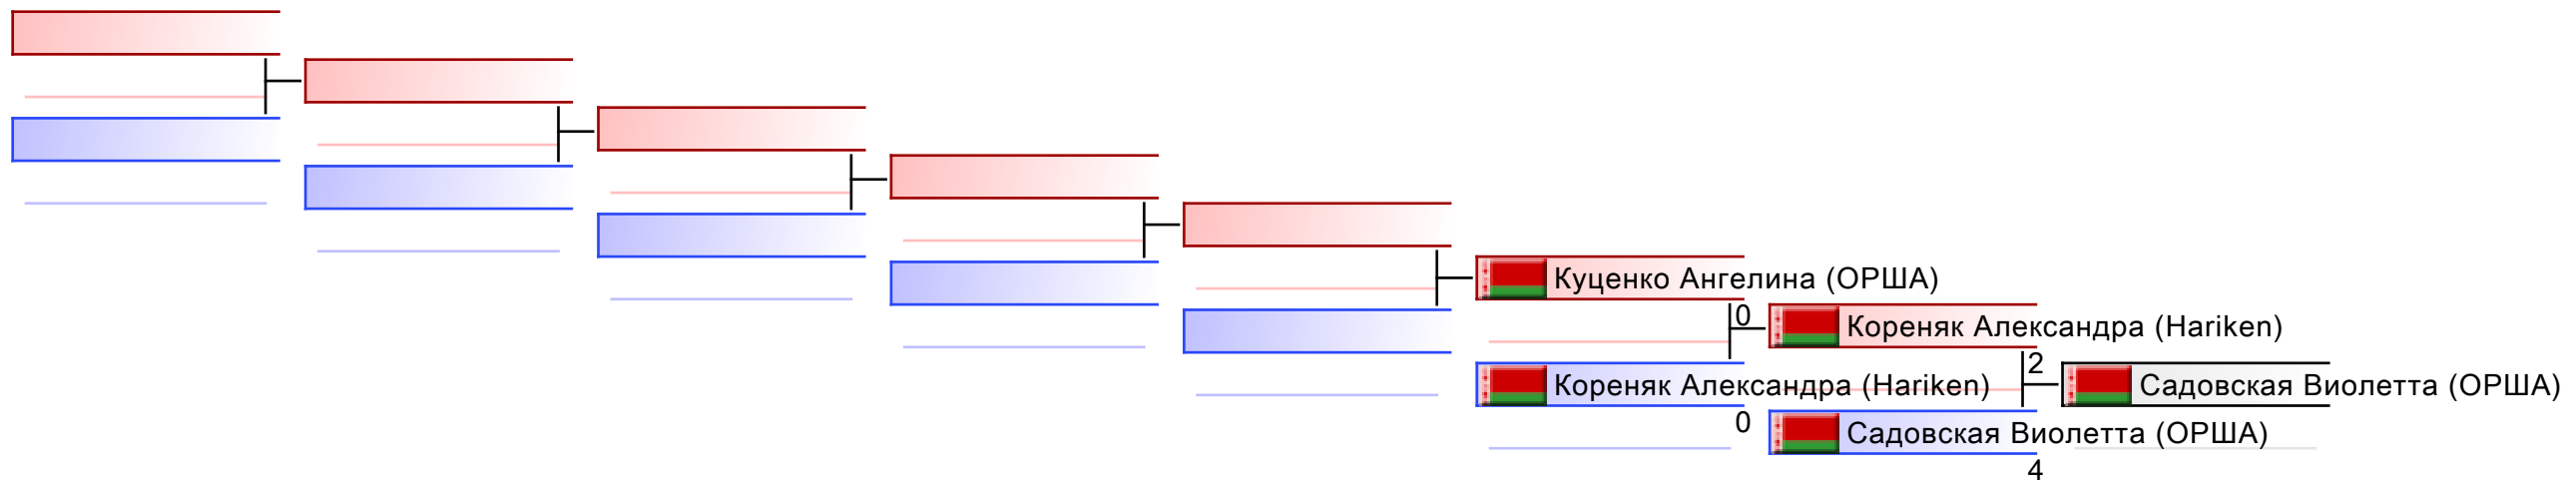 Куценко Ангелина (ОРША)
0
Кореняк Александра (Hariken)
2
Кореняк Александра (Hariken)
Садовская Виолетта (ОРША)
0
Садовская Виолетта (ОРША)
4